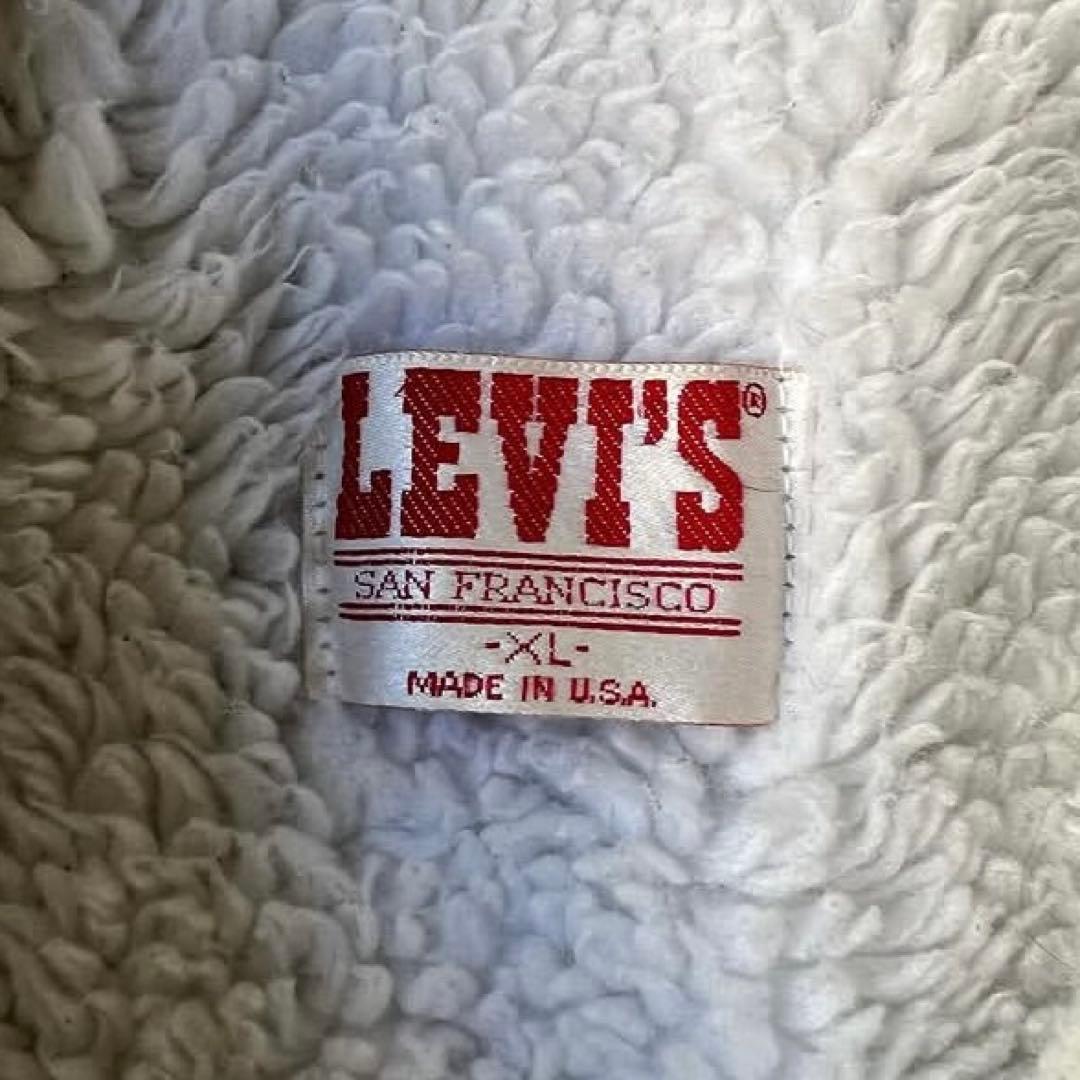 LEVI'S®
SAN FRANCISCO
-XL-
MADE IN U.S.A.